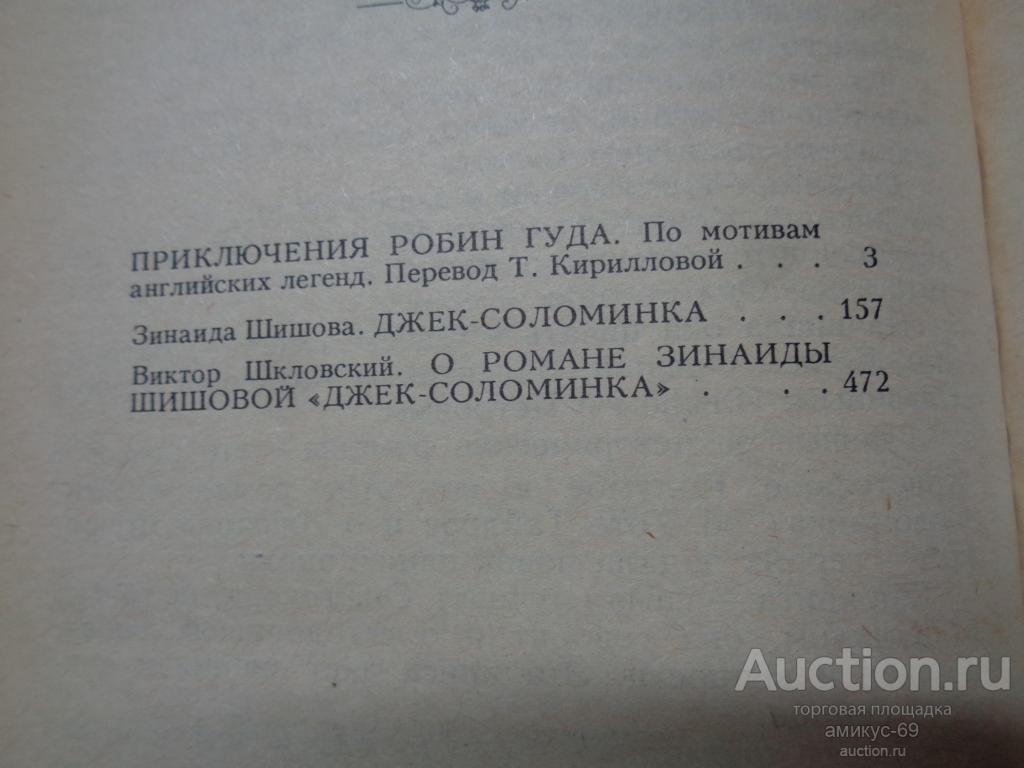 ПРИКЛЮЧЕНИЯ РОБИН ГУДА. По мотивам
английских легенд. Перевод Т. Кирилловой . . . 3
Зинаида Шишова. ДЖЕК-СОЛОМИНКА . . . 157
Виктор Шкловский. О РОМАНЕ ЗИНАИДЫ
ШИШОВОЙ «ДЖЕК-СОЛОМИНКА» . . . 472
Auction.ru
торговая площадка
амикус-69
auction.ru